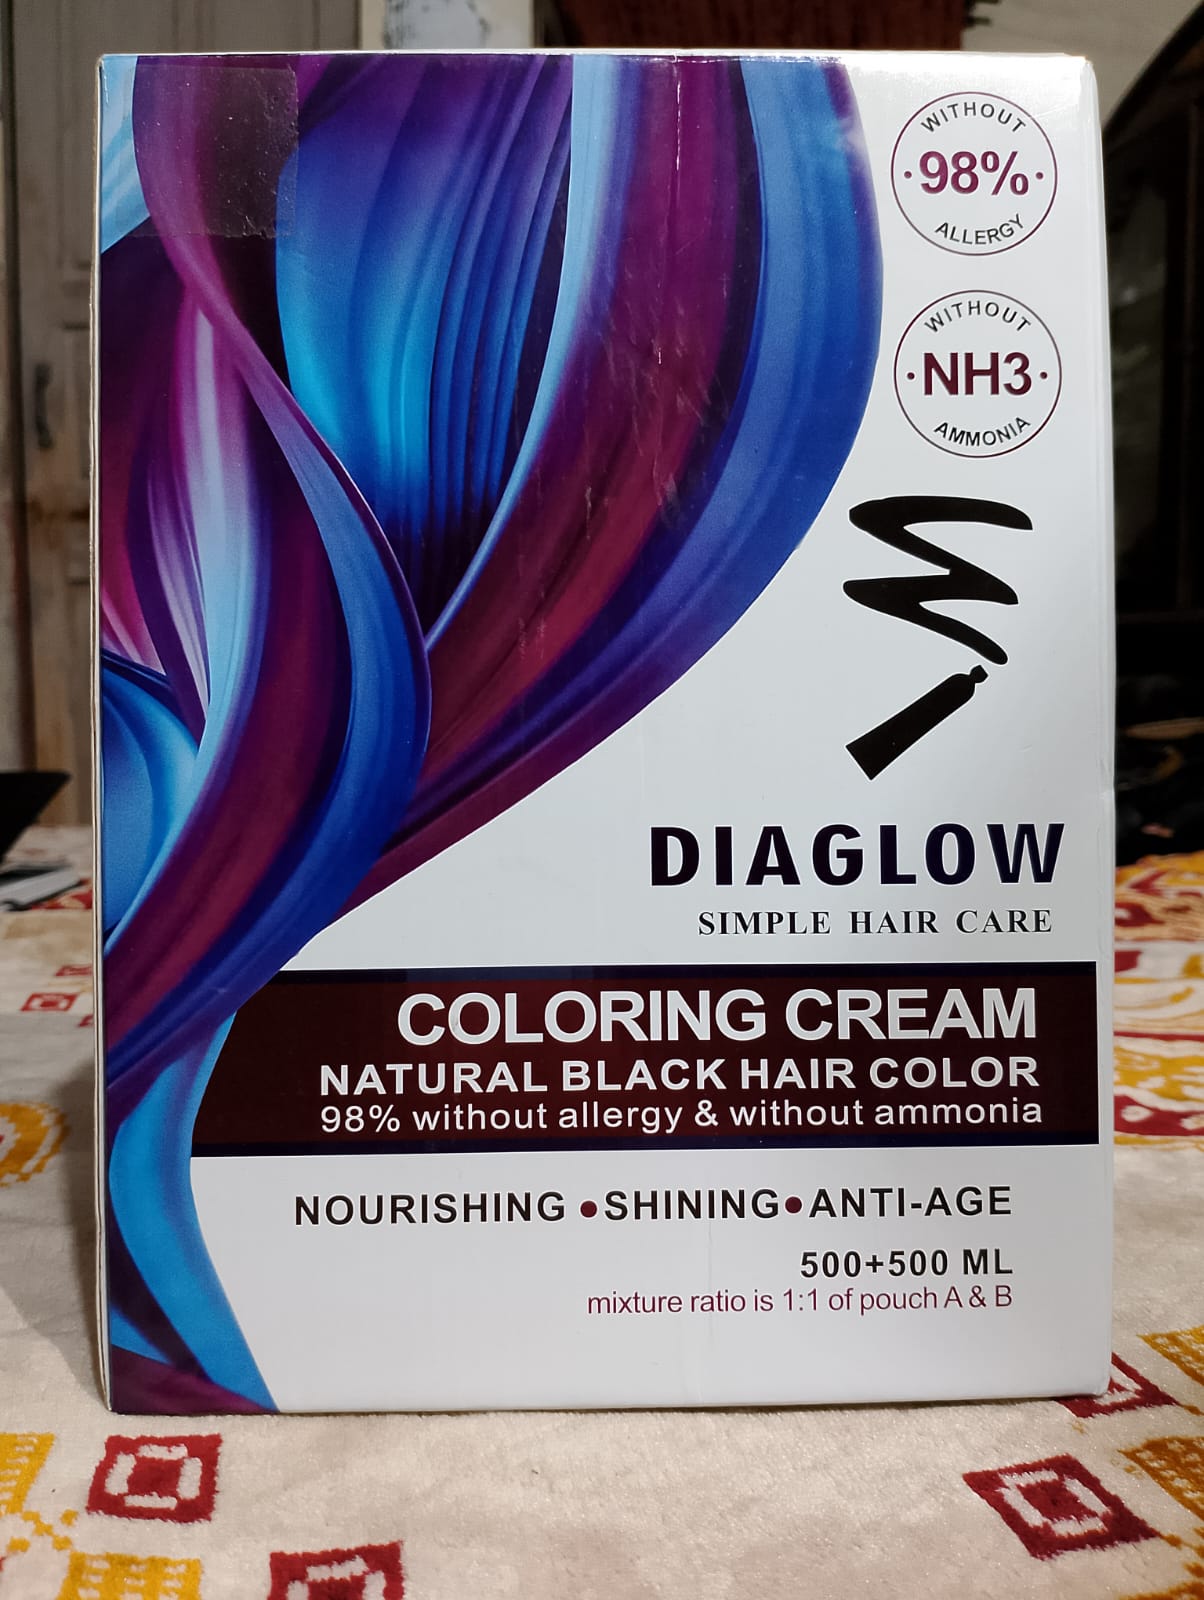 WITHOUT
98%
ALLERGY
WITHOUT
NH3
AMMONIA
DIAGLOW
SIMPLE HAIR CARE
COLORING CREAM
NATURAL BLACK HAIR COLOR
98% without allergy & without ammonia
NOURISHING •SHINING•ANTI-AGE
500+500 ML
mixture ratio is 1:1 of pouch A & B